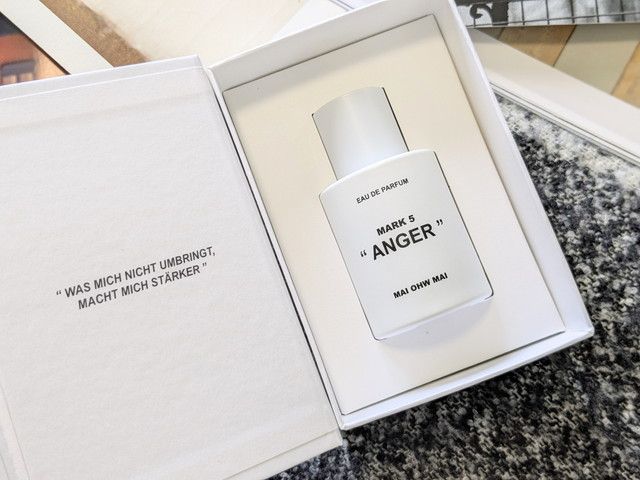 " WAS MICH NICHT UMBRINGT,
MACHT MICH STÄRKER "
EAU DE PARFUM
MARK 5
" ANGER "
MAI OHW MAI